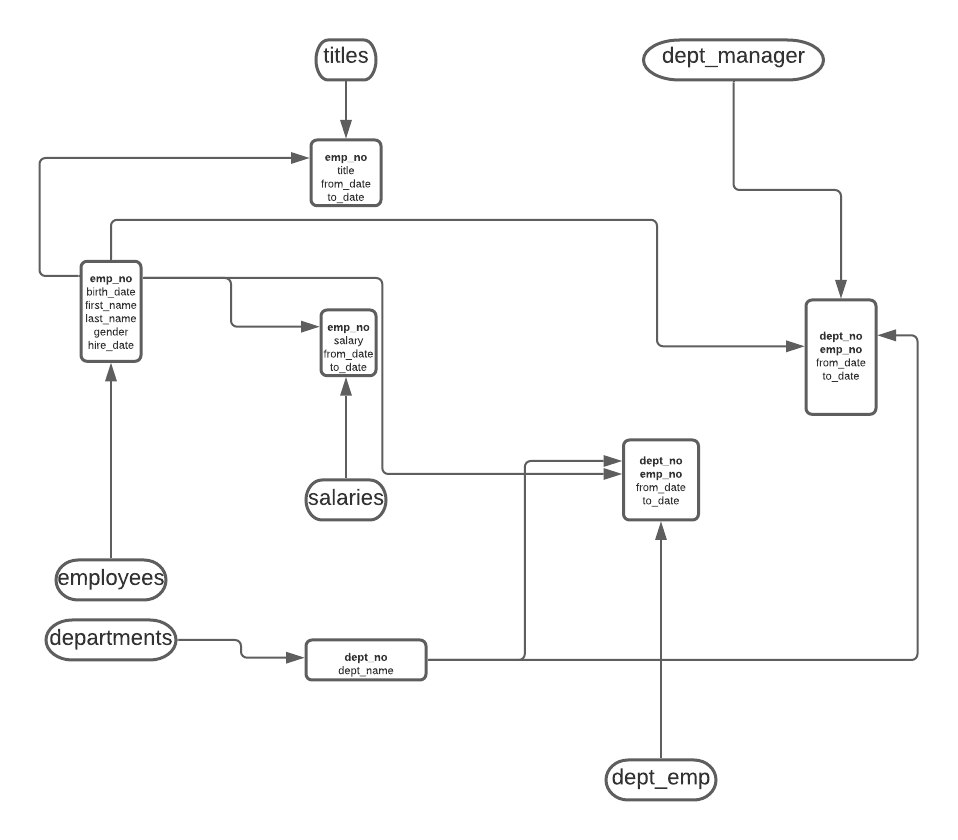 titles
dept_manager
emp_no
title
from_date
to_date
emp_no
birth_date
first_name
last_name
gender
hire_date
emp_no
salary
from_date
to_date
dept_no
emp_no
from_date
to_date
dept_no
emp_no
from_date
to_date
salaries
employees
departments
dept_no
dept_name
dept_emp